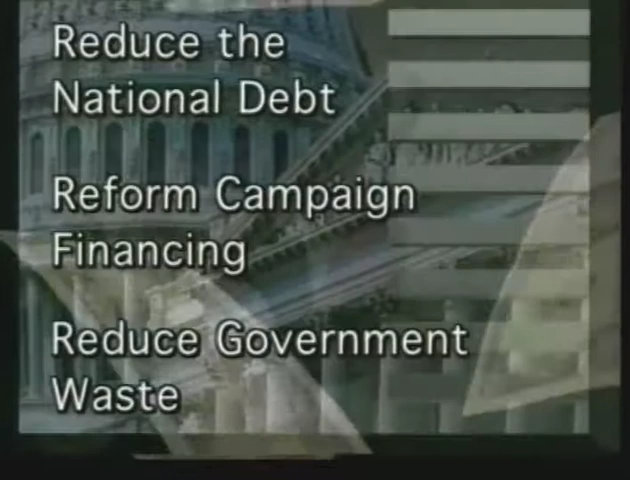 Reduce the
National Debt
Reform Campaign
Financing
Reduce Government
Waste